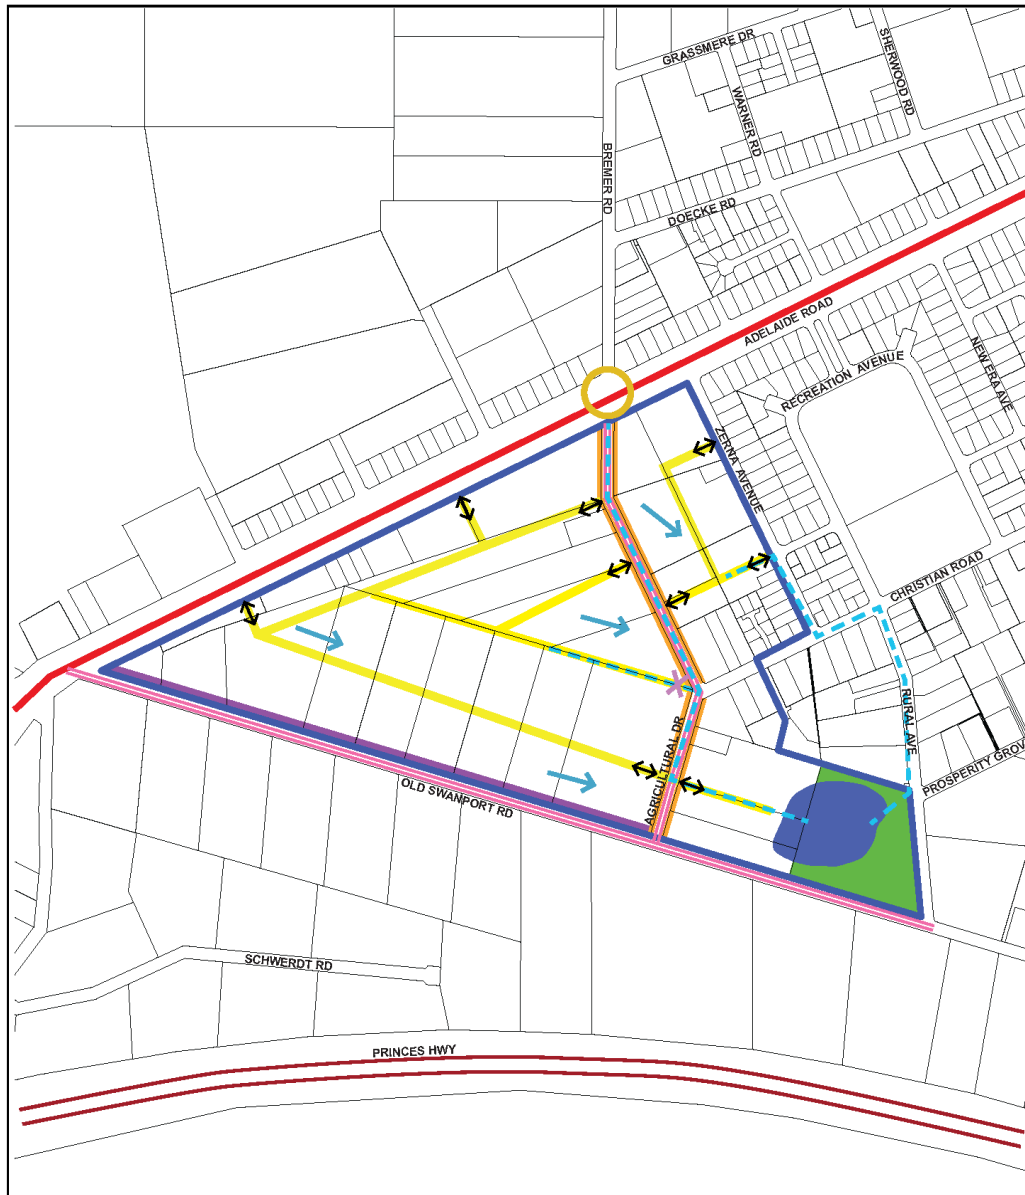 GRASSMERE DR
SHERWOOD RD
WARNER RD
BREMER RD
DOECKE RD
ADELAIDE ROAD
RECREATION AVENUE
NEW ERA AVE
ZERNA AVENUE
CHRISTIAN ROAD
RURAL AVE
PROSPERITY GROV
AGRICULTURAL DR
OLD SWANPORT RD
SCHWERDT RD
PRINCES HWY